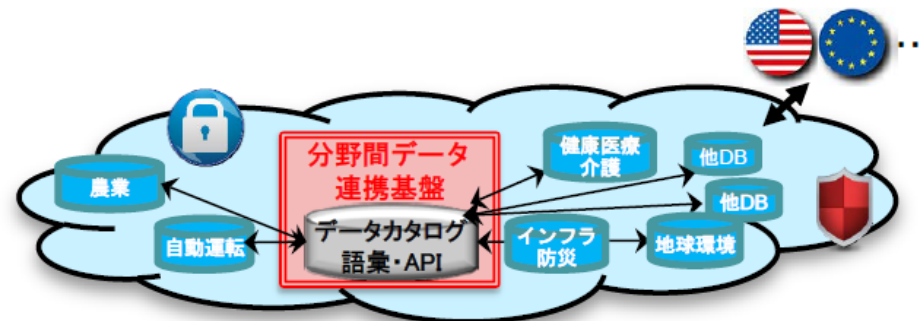 ‥
分野間データ
連携基盤
健康医療
介護
他DB
農業
他DB
データカタログ
語彙・API
自動運転
インフラ
防災
地球環境